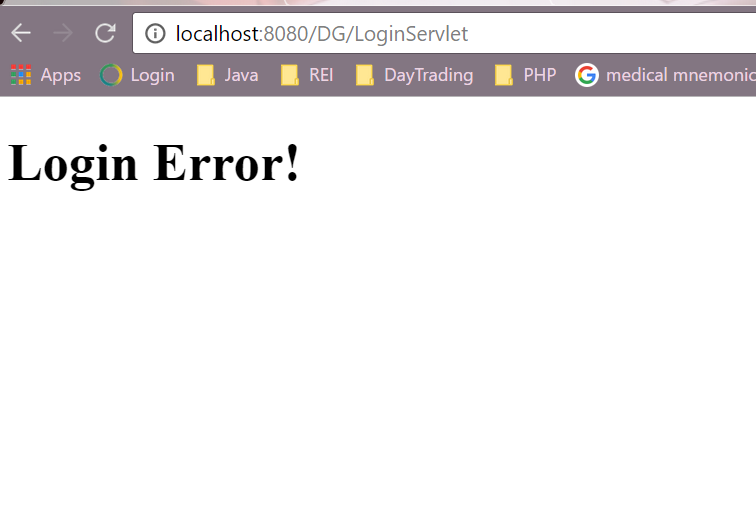 localhost:8080/DG/LoginServlet
Apps Login Java REI DayTrading PHP medical mnemonic
Login Error!